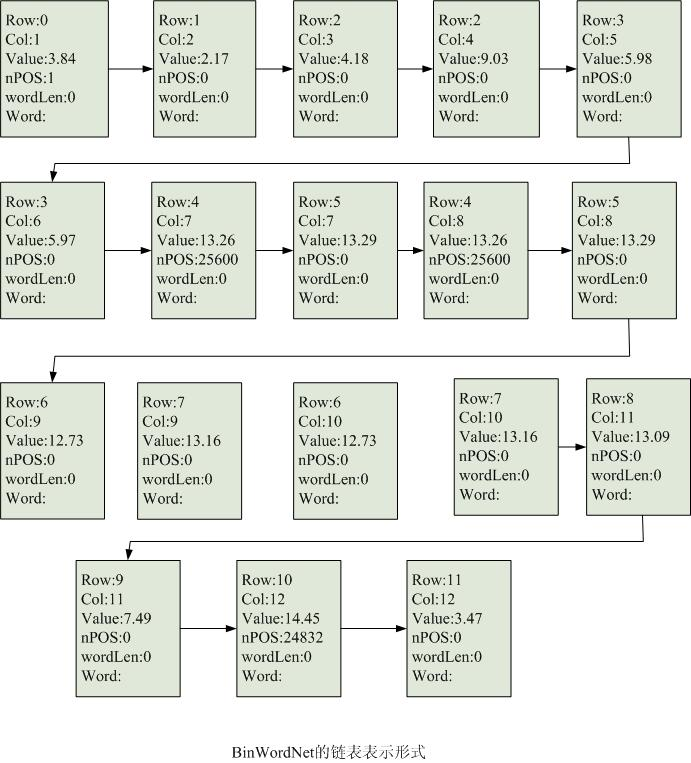 Row:0
Col:1
Value:3.84
nPOS:1
wordLen:0
Word:
Row:1
Col:2
Value:2.17
nPOS:0
wordLen:0
Word:
Row:2
Col:3
Value:4.18
nPOS:0
wordLen:0
Word:
Row:2
Col:4
Value:9.03
nPOS:0
wordLen:0
Word:
Row:3
Col:5
Value:5.98
nPOS:0
wordLen:0
Word:
Row:3
Col:6
Value:5.97
nPOS:0
wordLen:0
Word:
Row:4
Col:7
Value:13.26
nPOS:25600
wordLen:0
Word:
Row:5
Col:7
Value:13.29
nPOS:0
wordLen:0
Word:
Row:4
Col:8
Value:13.26
nPOS:25600
wordLen:0
Word:
Row:5
Col:8
Value:13.29
nPOS:0
wordLen:0
Word:
Row:6
Col:9
Value:12.73
nPOS:0
wordLen:0
Word:
Row:7
Col:9
Value:13.16
nPOS:0
wordLen:0
Word:
Row:6
Col:10
Value:12.73
nPOS:0
wordLen:0
Word:
Row:7
Col:10
Value:13.16
nPOS:0
wordLen:0
Word:
Row:8
Col:11
Value:13.09
nPOS:0
wordLen:0
Word:
Row:9
Col:11
Value:7.49
nPOS:0
wordLen:0
Word:
Row:10
Col:12
Value:14.45
nPOS:24832
wordLen:0
Word:
Row:11
Col:12
Value:3.47
nPOS:0
wordLen:0
Word:
BinWordNet的链表表示形式